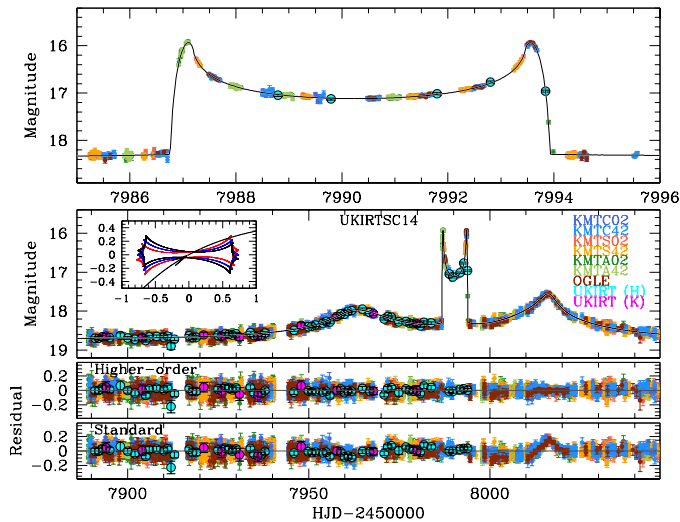 16
17
18
Magnitude
7986 7988 7990 7992 7994 7996
UKIRTSC14
0.4
0.2
0
−0.2
−0.4
−1 −0.5 0 0.5 1
KMTC02
KMTC42
KMTS02
KMTS42
KMTA02
KMTA42
OGLE
UKIRT (H)
UKIRT (K)
16
17
18
19
Magnitude
Higher-order
0.2
0
−0.2
Standard
0.2
0
−0.2
Residual
7900 7950 8000
HJD−2450000